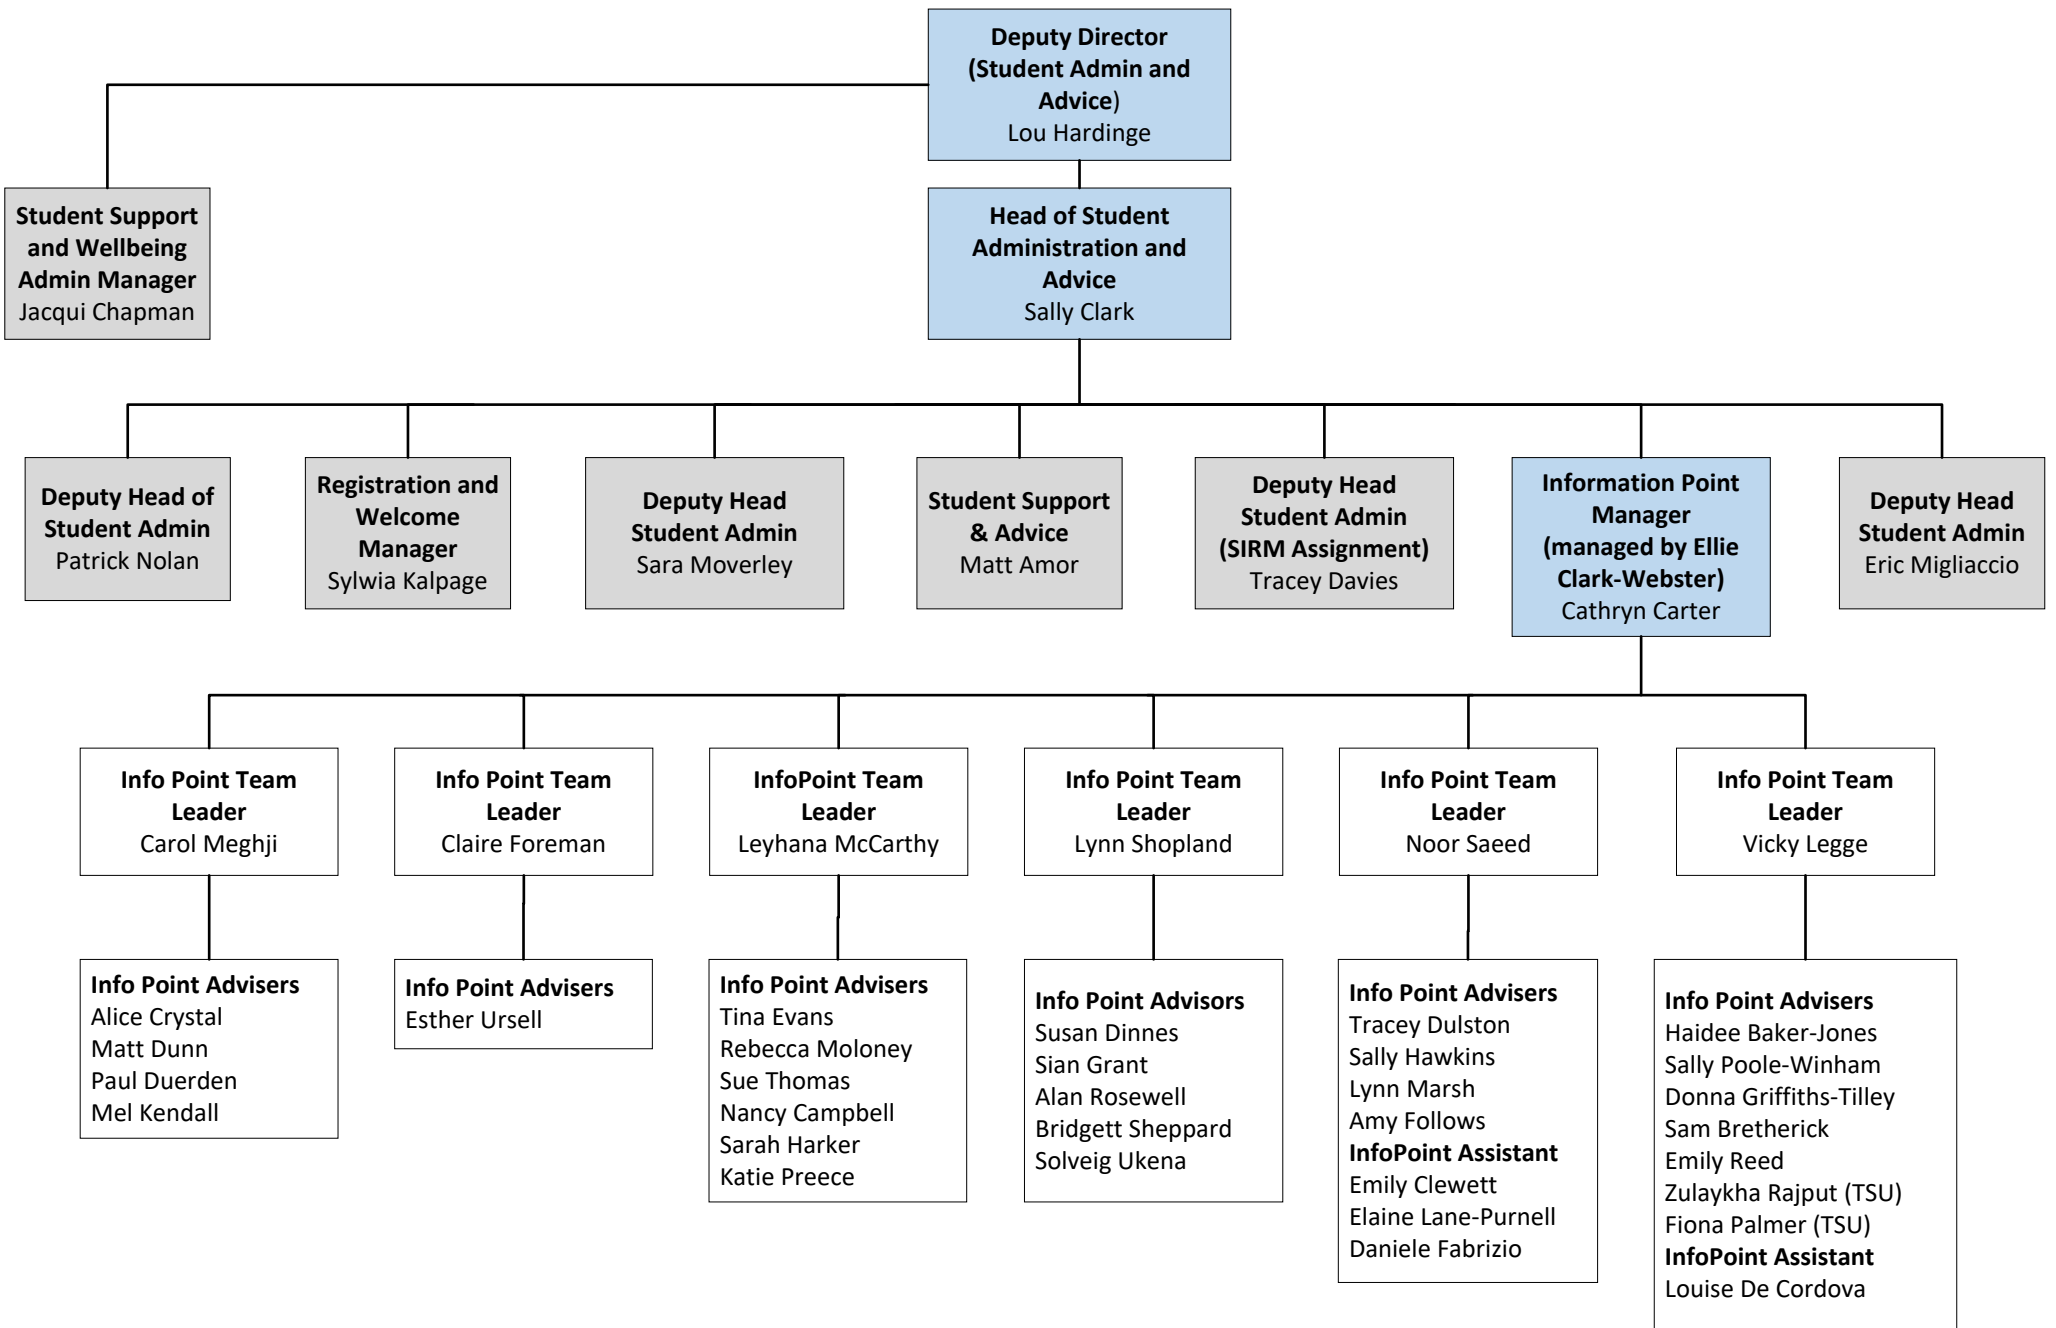 Deputy Director
(Student Admin and
Advice)
Lou Hardinge
Student Support
and Wellbeing
Admin Manager
Jacqui Chapman
Head of Student
Administration and
Advice
Sally Clark
Deputy Head of
Student Admin
Patrick Nolan
Registration and
Welcome
Manager
Sylwia Kalpage
Deputy Head
Student Admin
Sara Moverley
Student Support
& Advice
Matt Amor
Deputy Head
Student Admin
(SIRM Assignment)
Tracey Davies
Information Point
Manager
(managed by Ellie
Clark-Webster)
Cathryn Carter
Deputy Head
Student Admin
Eric Migliaccio
Info Point Team
Leader
Carol Meghji
Info Point Team
Leader
Claire Foreman
InfoPoint Team
Leader
Leyhana McCarthy
Info Point Team
Leader
Lynn Shopland
Info Point Team
Leader
Noor Saeed
Info Point Team
Leader
Vicky Legge
Info Point Advisers
Alice Crystal
Matt Dunn
Paul Duerden
Mel Kendall
Info Point Advisers
Esther Ursell
Info Point Advisers
Tina Evans
Rebecca Moloney
Sue Thomas
Nancy Campbell
Sarah Harker
Katie Preece
Info Point Advisors
Susan Dinnes
Sian Grant
Alan Rosewell
Bridgett Sheppard
Solveig Ukena
Info Point Advisers
Tracey Dulston
Sally Hawkins
Lynn Marsh
Amy Follows
InfoPoint Assistant
Emily Clewett
Elaine Lane-Purnell
Daniele Fabrizio
Info Point Advisers
Haidee Baker-Jones
Sally Poole-Winham
Donna Griffiths-Tilley
Sam Bretherick
Emily Reed
Zulaykha Rajput (TSU)
Fiona Palmer (TSU)
InfoPoint Assistant
Louise De Cordova